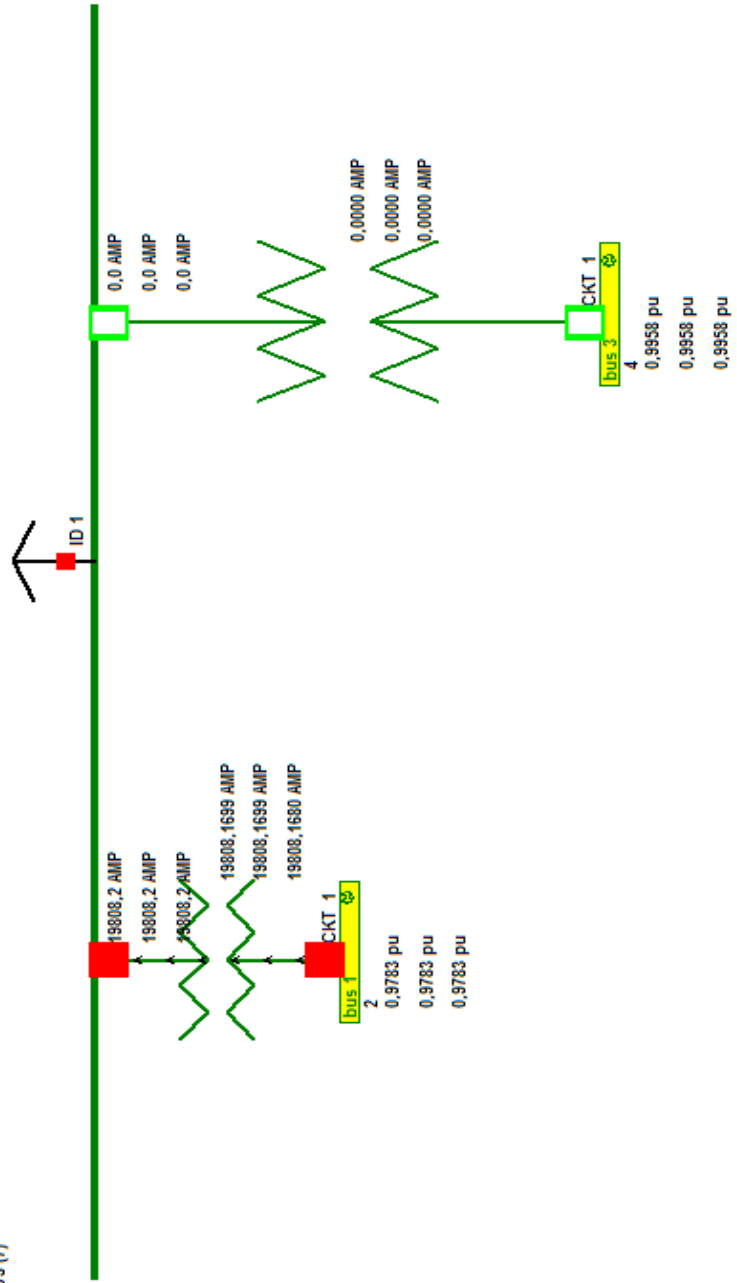 ID 1
19808,2 AMP
19808,2 AMP
19808,2 AMP
19808,1699 AMP
19808,1699 AMP
19808,1680 AMP
CKT 1
bus 1
2
0,9783 pu
0,9783 pu
0,9783 pu
0,0 AMP
0,0 AMP
0,0 AMP
0,0000 AMP
0,0000 AMP
0,0000 AMP
CKT 1
bus 3
4
0,9958 pu
0,9958 pu
0,9958 pu